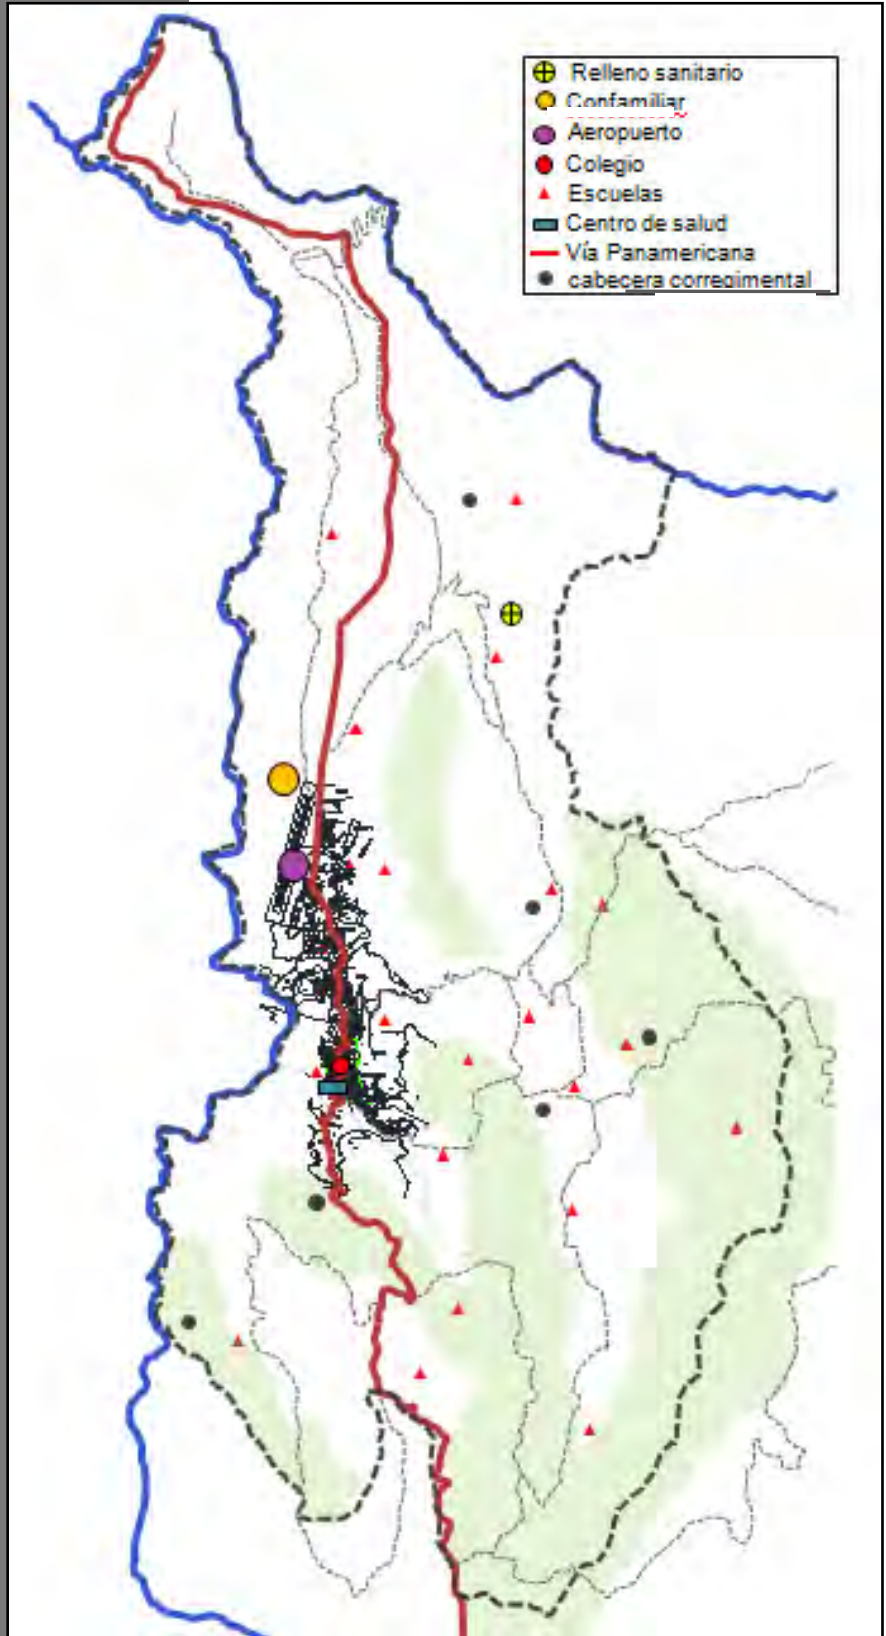 Relleno sanitario
Confamiliar
Aeropuerto
Colegio
Escuelas
Centro de salud
Vía Panamericana
cabecera corregimental